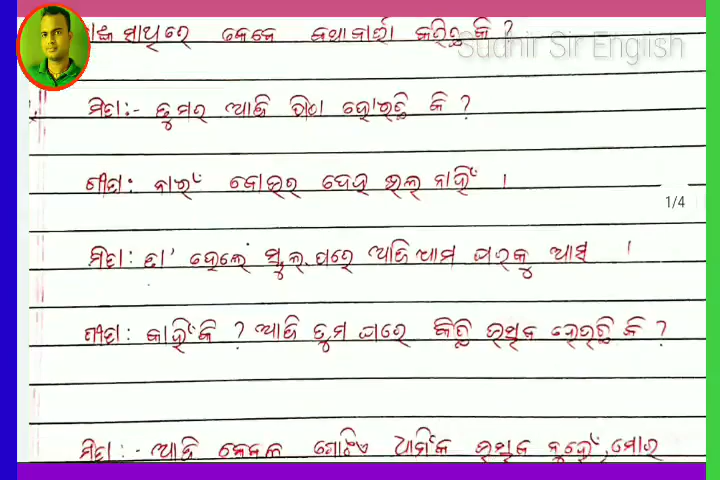 ସାଥିରେ କେବେ କଥାବାର୍ତ୍ତା କରିଛ କି ?
Sudhir Sir English
ମିତା :- ତୁମର ଆଜି ହୋଇଛି କି ?
ଗୀତା : ନାଇଁ ମୋଟର ଦେହ ଭଲ ନାହିଁ ।
1/4
ମିତା : ତା' ହେଲେ ସ୍କୁଲ ପରେ ଆଜି ଆମ ଘରକୁ ଆସ ।
ଗୀତା : କାହିଁକି ? ଆଜି ତୁମ ଘରେ କିଛି ଉତ୍ସବ ହେଉଛି କି ?
ମିତା :- ଆଜି କେବଳ ଗୋଟିଏ ଧାର୍ମିକ ଉତ୍ସବ ନୁହେଁ, ମୋର